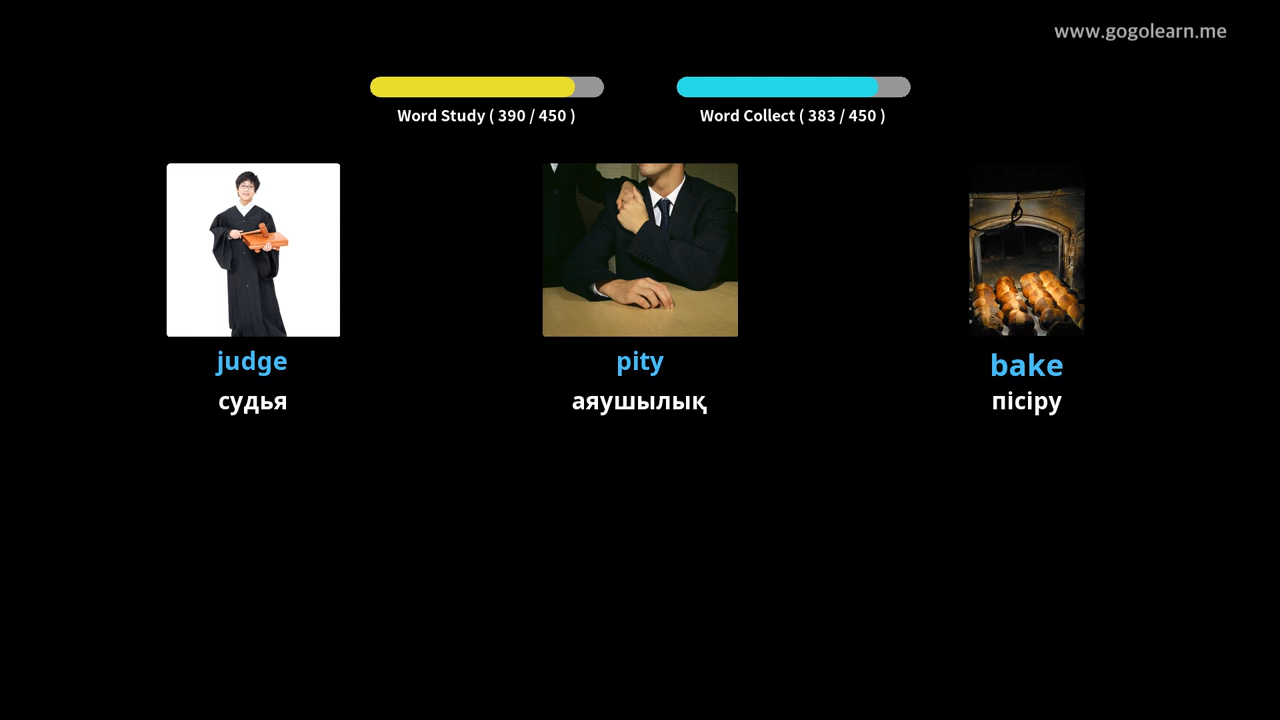 www.gogolearn.me
Word Study ( 390 / 450 )
Word Collect ( 383 / 450 )
judge
pity
bake
судья
аяушылық
пісіру